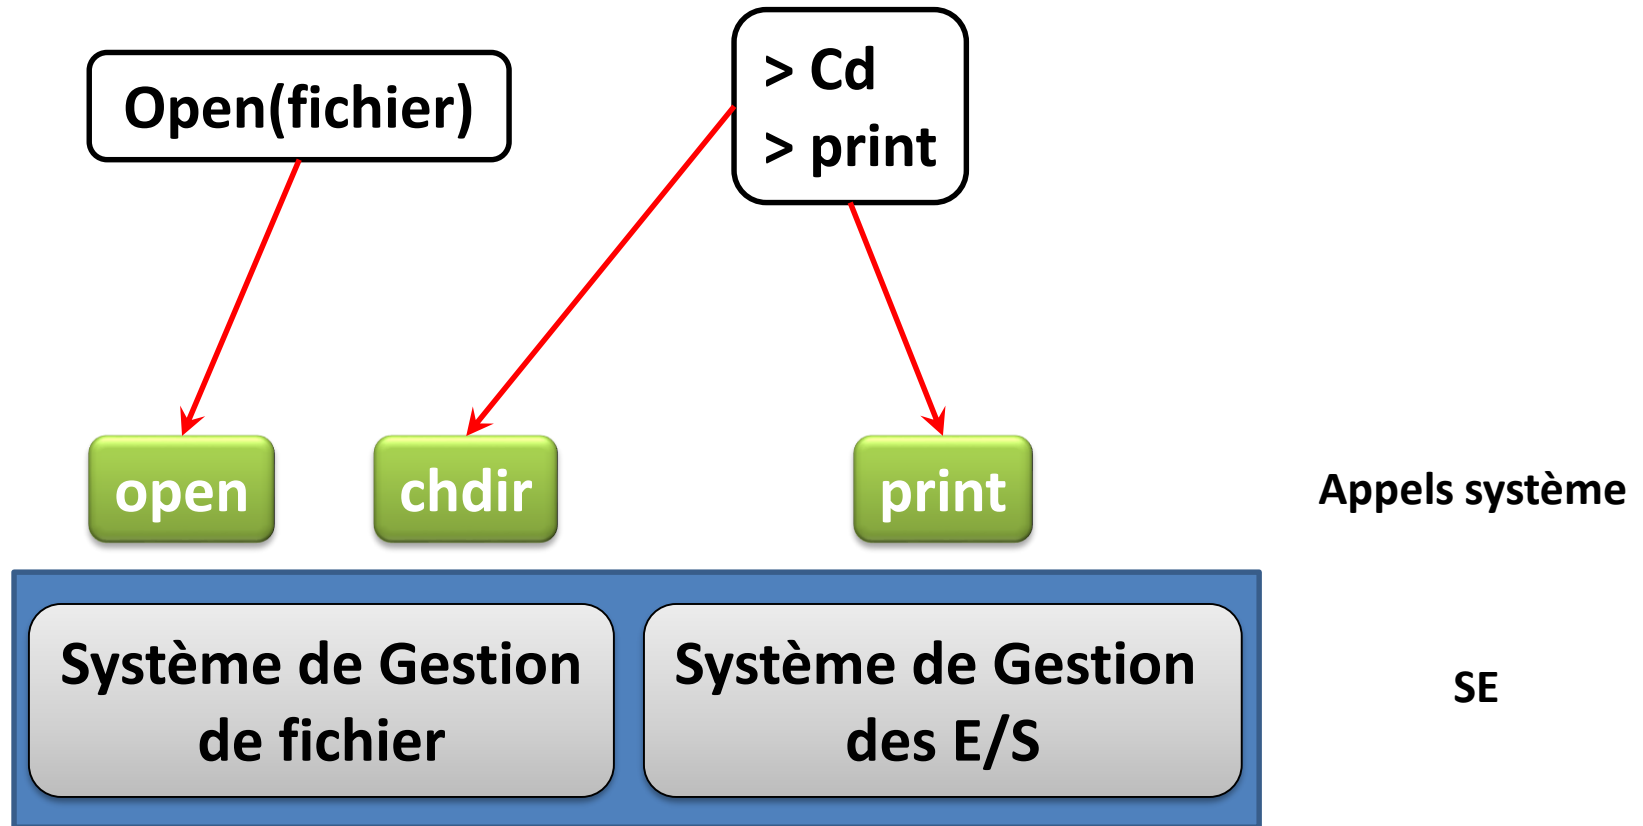 Open(fichier)
> Cd
> print
open
chdir
print
Appels système
Système de Gestion
de fichier
Système de Gestion
des E/S
SE